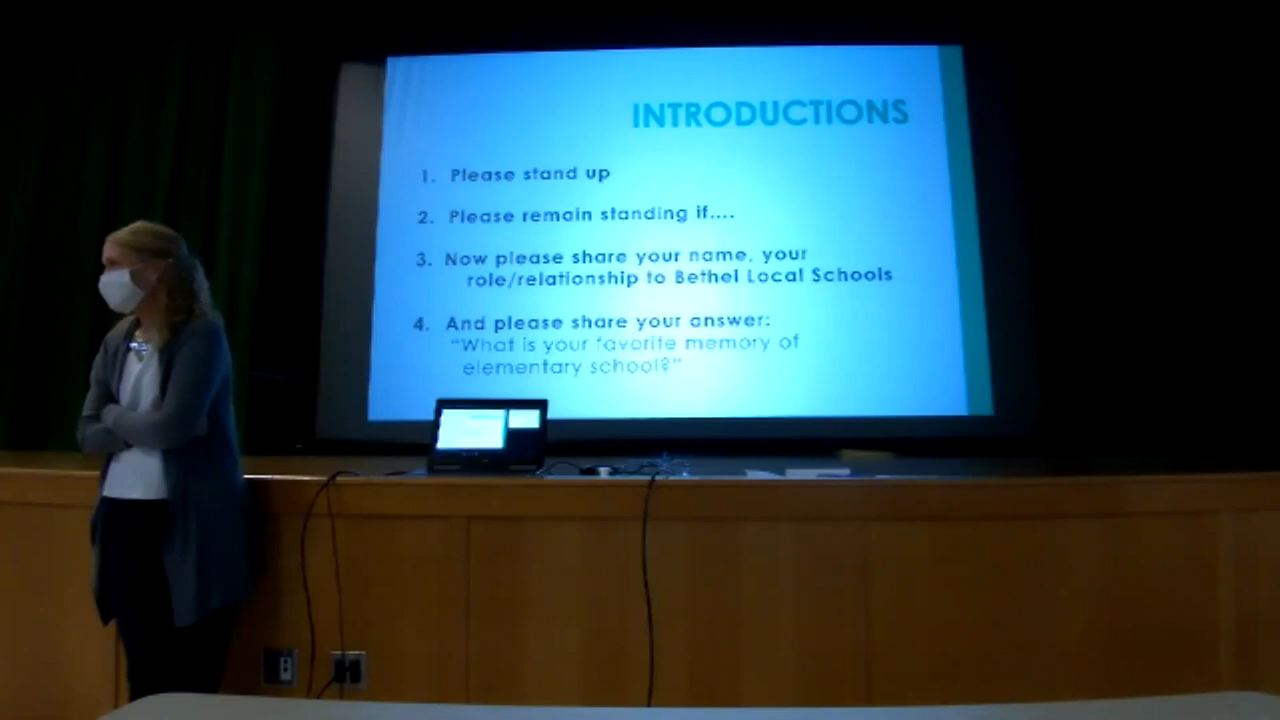 INTRODUCTIONS
1. Please stand up
2. Please remain standing if....
3. Now please share your name, your
role/relationship to Bethel Local Schools
4. And please share your answer:
"What is your favorite memory of
elementary school?"